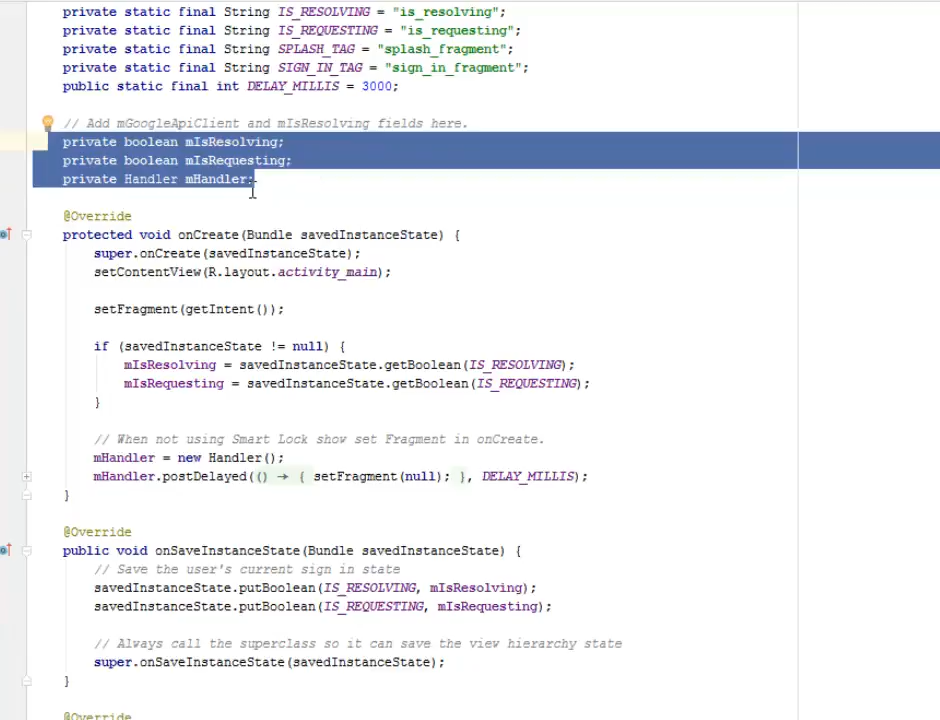 private static final String IS_RESOLVING = "is_resolving";
private static final String IS_REQUESTING = "is_requesting";
private static final String SPLASH_TAG = "splash_fragment";
private static final String SIGN_IN_TAG = "sign_in_fragment";
public static final int DELAY_MILLIS = 3000;
// Add mGoogleApiClient and mIsResolving fields here.
private boolean mIsResolving;
private boolean mIsRequesting;
private Handler mHandler;
@Override
protected void onCreate(Bundle savedInstanceState) {
super.onCreate(savedInstanceState);
setContentView(R.layout.activity_main);
setFragment(getIntent());
if (savedInstanceState != null) {
mIsResolving = savedInstanceState.getBoolean(IS_RESOLVING);
mIsRequesting = savedInstanceState.getBoolean(IS_REQUESTING);
}
// When not using Smart Lock show set Fragment in onCreate.
mHandler = new Handler();
mHandler.postDelayed(() → { setFragment(null); }, DELAY_MILLIS);
}
@Override
public void onSaveInstanceState(Bundle savedInstanceState) {
// Save the user's current sign in state
savedInstanceState.putBoolean(IS_RESOLVING, mIsResolving);
savedInstanceState.putBoolean(IS_REQUESTING, mIsRequesting);
// Always call the superclass so it can save the view hierarchy state
super.onSaveInstanceState(savedInstanceState);
}
@Override